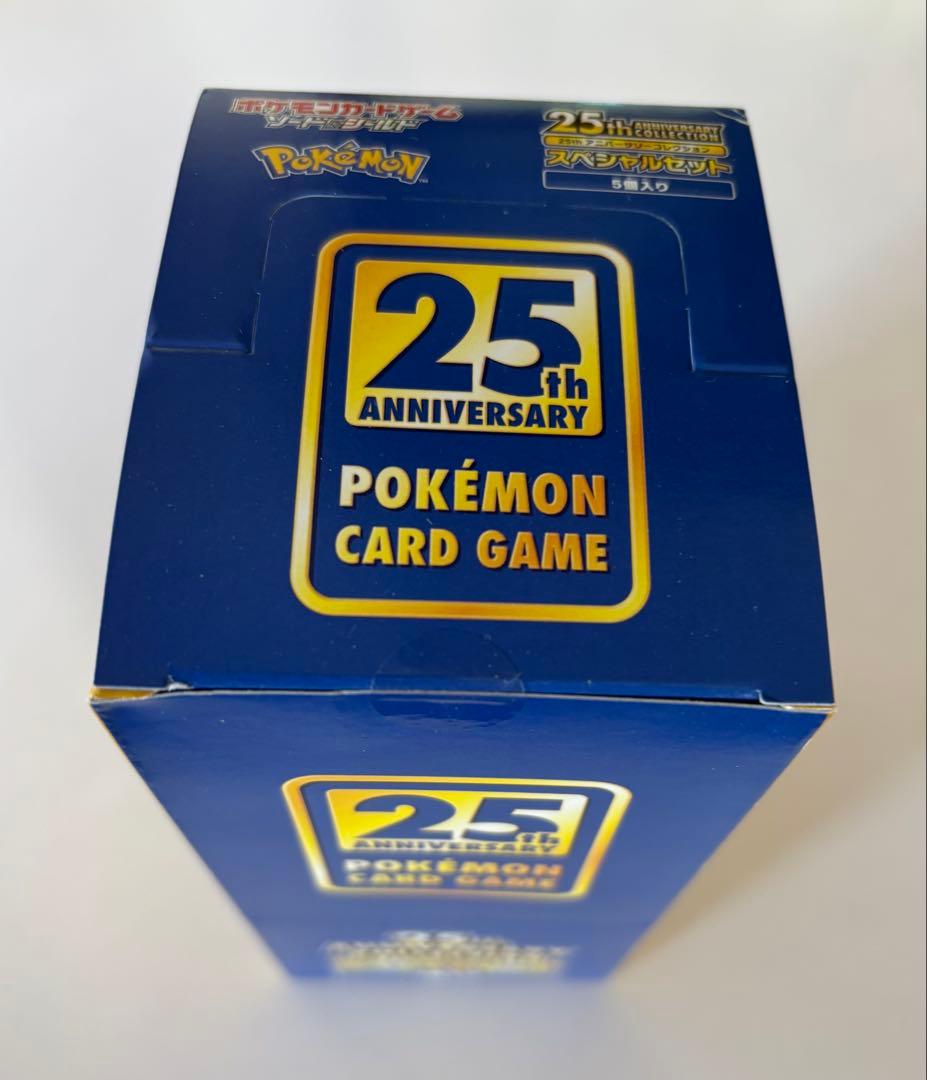 ポケモンカードゲーム
ソード&シールド
POKéMON
TM
25th ANNIVERSARY
COLLECTION
25th アニバーサリーコレクション
スペシャルセット
5個入り
25th
ANNIVERSARY
POKÉMON
CARD GAME
25th
ANNIVERSARY
POKÉMON
CARD GAME